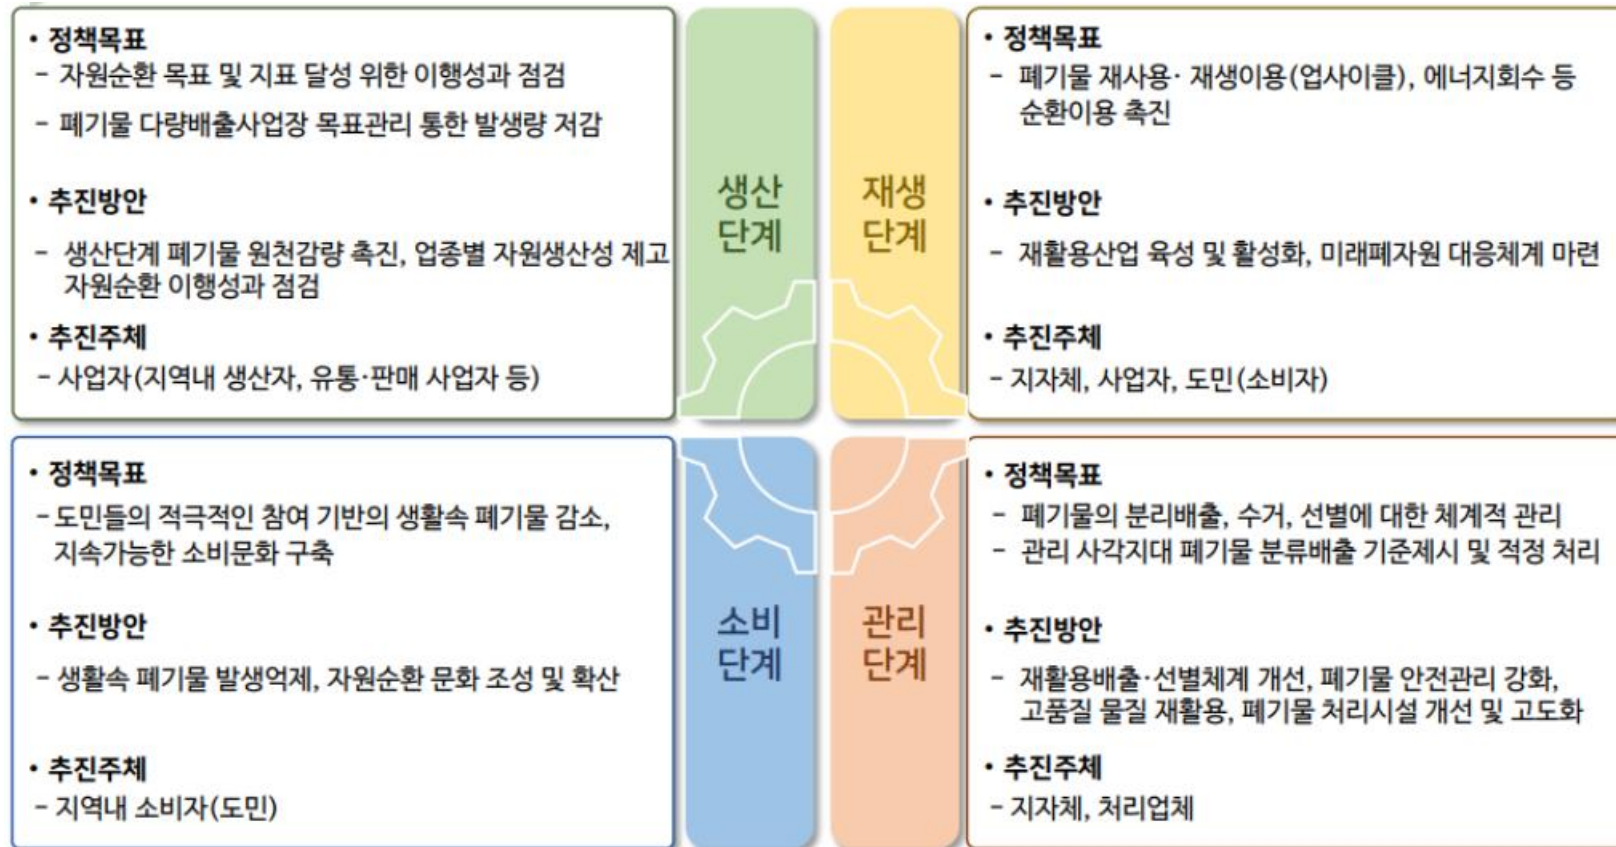 • 정책목표
- 자원순환 목표 및 지표 달성 위한 이행성과 점검
- 폐기물 다량배출사업장 목표관리 통한 발생량 저감
• 추진방안
- 생산단계 폐기물 원천감량 촉진, 업종별 자원생산성 제고
자원순환 이행성과 점검
• 추진주체
- 사업자(지역내 생산자, 유통·판매 사업자 등)
생산
단계
재생
단계
• 정책목표
- 폐기물 재사용· 재생이용(업사이클), 에너지회수 등
순환이용 촉진
• 추진방안
- 재활용산업 육성 및 활성화, 미래폐자원 대응체계 마련
• 추진주체
- 지자체, 사업자, 도민(소비자)
• 정책목표
- 도민들의 적극적인 참여 기반의 생활속 폐기물 감소,
지속가능한 소비문화 구축
• 추진방안
- 생활속 폐기물 발생억제, 자원순환 문화 조성 및 확산
• 추진주체
- 지역내 소비자(도민)
소비
단계
관리
단계
• 정책목표
- 폐기물의 분리배출, 수거, 선별에 대한 체계적 관리
- 관리 사각지대 폐기물 분류배출 기준제시 및 적정 처리
• 추진방안
- 재활용배출·선별체계 개선, 폐기물 안전관리 강화,
고품질 물질 재활용, 폐기물 처리시설 개선 및 고도화
• 추진주체
- 지자체, 처리업체